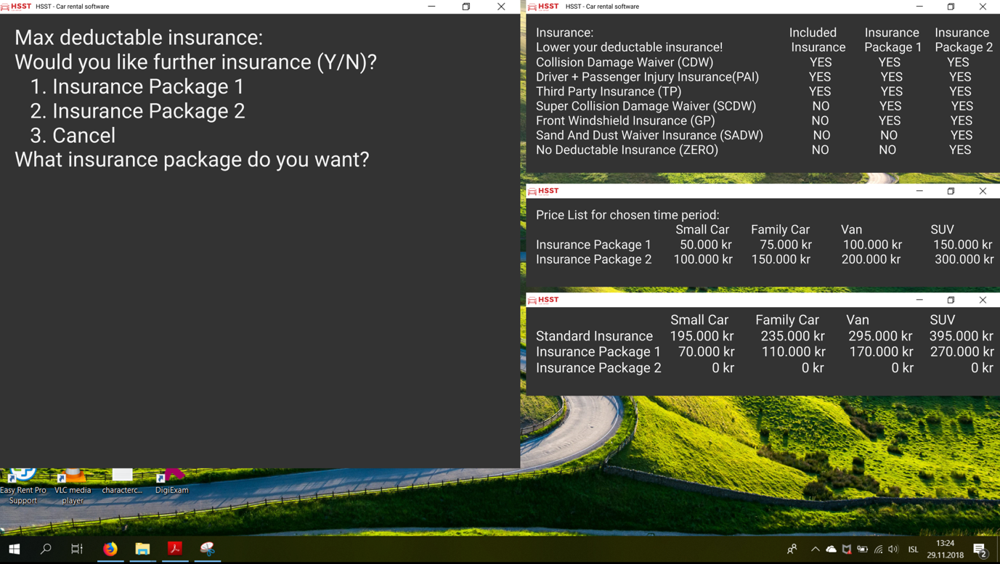 HSST HSST - Car rental software
Max deductable insurance:
Would you like further insurance (Y/N)?
1. Insurance Package 1
2. Insurance Package 2
3. Cancel
What insurance package do you want?
HSST HSST - Car rental software
Insurance: Included Insurance Insurance
Lower your deductable insurance! Insurance Package 1 Package 2
Collision Damage Waiver (CDW) YES YES YES
Driver + Passenger Injury Insurance(PAI) YES YES YES
Third Party Insurance (TP) YES YES YES
Super Collision Damage Waiver (SCDW) NO YES YES
Front Windshield Insurance (GP) NO YES YES
Sand And Dust Waiver Insurance (SADW) NO NO YES
No Deductable Insurance (ZERO) NO NO YES
HSST
Price List for chosen time period:
Small Car Family Car Van SUV
Insurance Package 1 50.000 kr 75.000 kr 100.000 kr 150.000 kr
Insurance Package 2 100.000 kr 150.000 kr 200.000 kr 300.000 kr
HSST
Small Car Family Car Van SUV
Standard Insurance 195.000 kr 235.000 kr 295.000 kr 395.000 kr
Insurance Package 1 70.000 kr 110.000 kr 170.000 kr 270.000 kr
Insurance Package 2 0 kr 0 kr 0 kr 0 kr
Easy Rent Pro Support
VLC media player
characterc...
DigiExam
ISL
13:24
29.11.2018
2